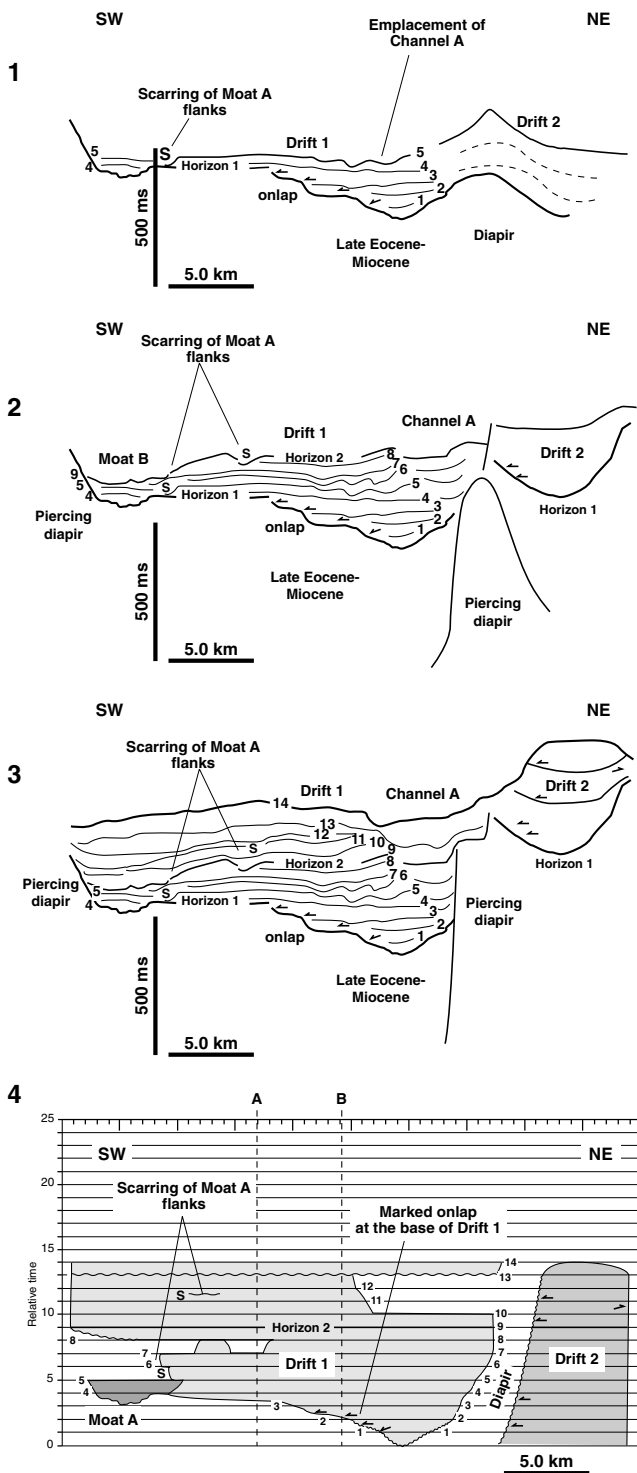 1
SW
NE
Emplacement of
Channel A
Scarring of Moat A
flanks
S
Drift 1
Drift 2
5
4
Horizon 1
5
4
3
2
1
onlap
Late Eocene-
Miocene
Diapir
500 ms
5.0 km
2
SW
NE
Scarring of Moat A
flanks
S
Drift 1
Channel A
Moat B
Horizon 2
8
7
6
Drift 2
9
5
4
S
Horizon 1
5
4
3
2
1
Piercing
diapir
onlap
Horizon 1
Late Eocene-
Miocene
Piercing
diapir
500 ms
5.0 km
3
SW
NE
Scarring of Moat A
flanks
14
Drift 1
Channel A
Drift 2
13
12
11
10
9
S
Horizon 2
8
7
6
Piercing
diapir
5
4
S
Horizon 1
5
4
3
2
1
Horizon 1
onlap
Piercing
diapir
Late Eocene-
Miocene
500 ms
5.0 km
4
A
B
25
20
15
10
5
0
Relative time
SW
NE
Scarring of Moat A
flanks
Marked onlap
at the base of Drift 1
14
13
S
12
11
10
9
8
7
6
5
4
3
2
1
Horizon 2
8
7
6
S
Drift 1
Drift 2
5
4
Moat A
3
2
1
Diapir
5.0 km